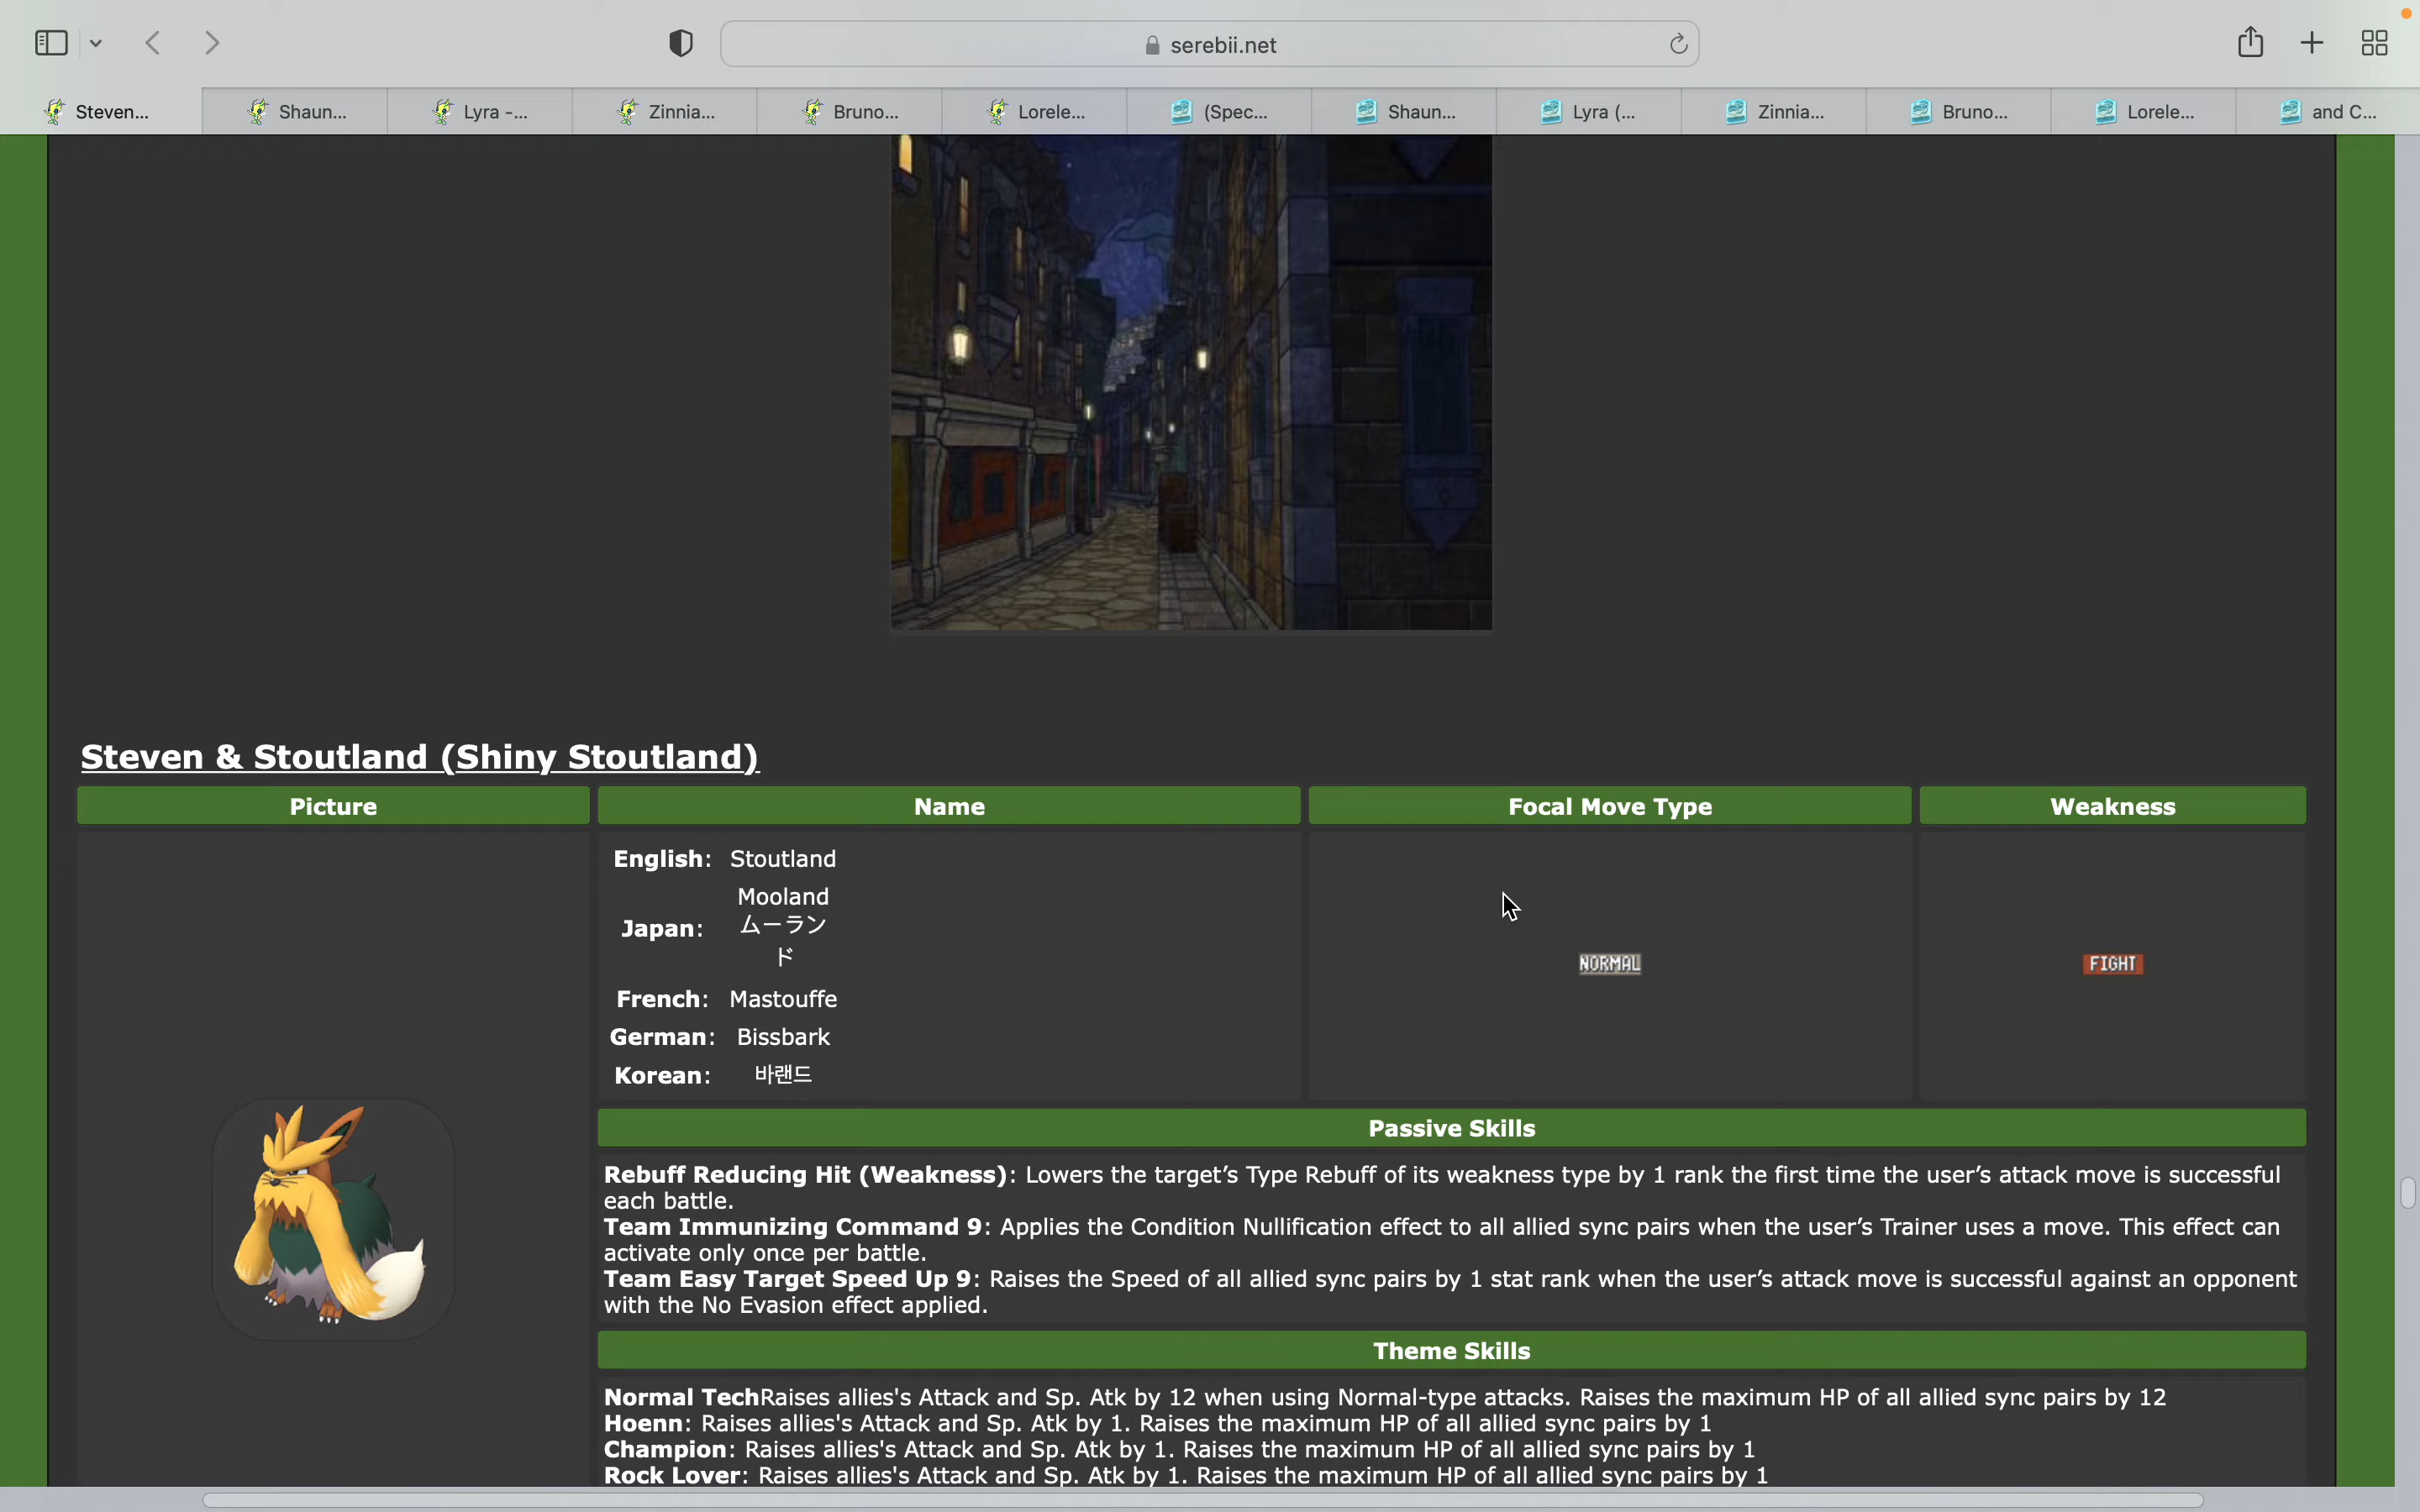 serebii.net
Steven... Shaun... Lyra -... Zinnia... Bruno... Lorele... (Spec... Shaun... Lyra (... Zinnia... Bruno... Lorele... and C...
Steven & Stoutland (Shiny Stoutland)
Picture Name Focal Move Type Weakness
English: Stoutland
Japan: Mooland
ムーラン
ド
French: Mastouffe
German: Bissbark
Korean: 바랜드
NORMAL
FIGHT
Passive Skills
Rebuff Reducing Hit (Weakness): Lowers the target’s Type Rebuff of its weakness type by 1 rank the first time the user’s attack move is successful
each battle.
Team Immunizing Command 9: Applies the Condition Nullification effect to all allied sync pairs when the user’s Trainer uses a move. This effect can
activate only once per battle.
Team Easy Target Speed Up 9: Raises the Speed of all allied sync pairs by 1 stat rank when the user’s attack move is successful against an opponent
with the No Evasion effect applied.
Theme Skills
Normal TechRaises allies's Attack and Sp. Atk by 12 when using Normal-type attacks. Raises the maximum HP of all allied sync pairs by 12
Hoenn: Raises allies's Attack and Sp. Atk by 1. Raises the maximum HP of all allied sync pairs by 1
Champion: Raises allies's Attack and Sp. Atk by 1. Raises the maximum HP of all allied sync pairs by 1
Rock Lover: Raises allies's Attack and Sp. Atk by 1. Raises the maximum HP of all allied sync pairs by 1